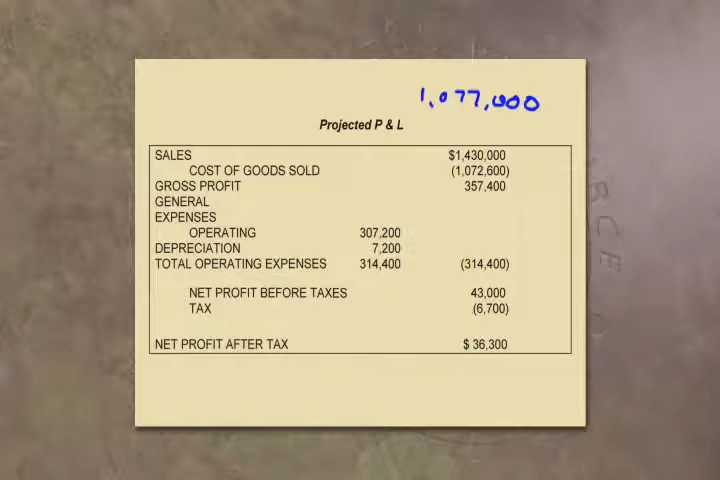 1,077,000
Projected P & L
SALES $1,430,000
COST OF GOODS SOLD (1,072,600)
GROSS PROFIT 357,400
GENERAL
EXPENSES
OPERATING 307,200
DEPRECIATION 7,200
TOTAL OPERATING EXPENSES 314,400 (314,400)
NET PROFIT BEFORE TAXES 43,000
TAX (6,700)
NET PROFIT AFTER TAX $ 36,300